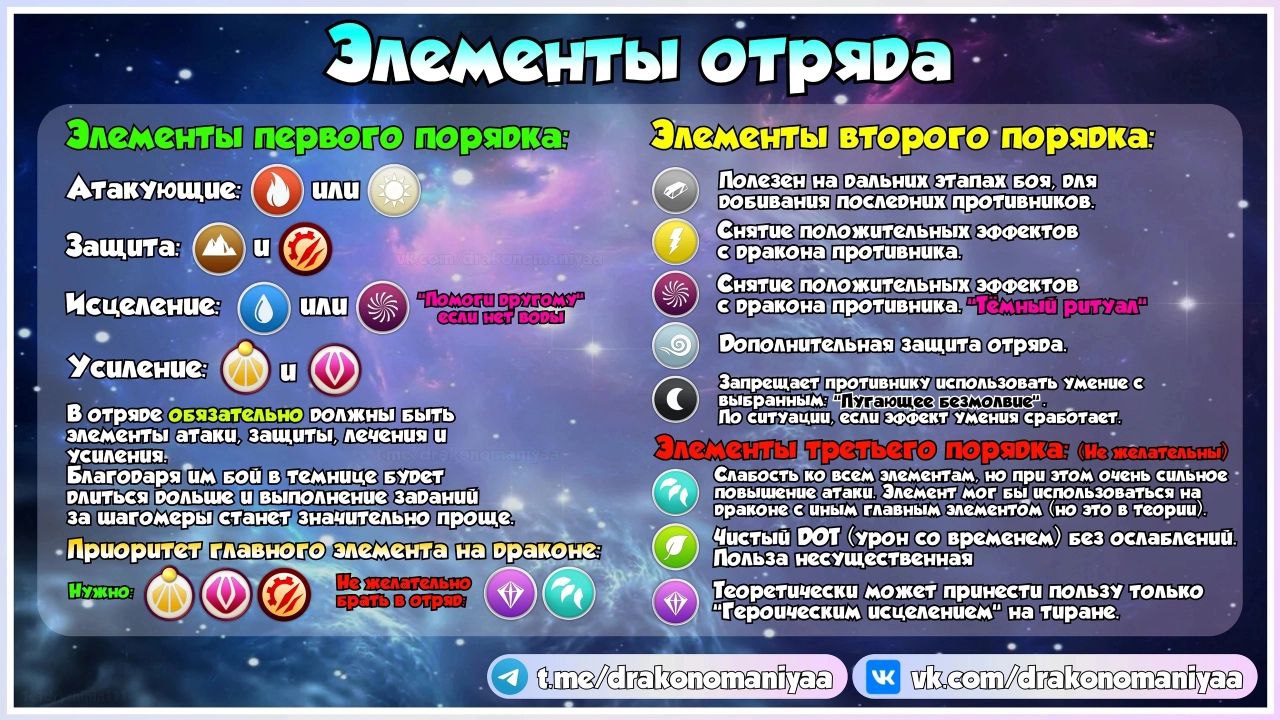 Элементы отряда
Элементы первого порядка:
Атакующие: или
Защита: и
Исцеление: или "Помоги другому"
если нет воды
Усиление: и
В отряде обязательно должны быть
элементы атаки, защиты, лечения и
усиления.
Благодаря им бой в темнице будет
длиться дольше и выполнение заданий
за шагомеры станет значительно проще.
Приоритет главного элемента на драконе:
Нужно:
Не желательно
брать в отряд:
Элементы второго порядка:
Полезен на дальних этапах боя, для
добивания последних противников.
Снятие положительных эффектов
с дракона противника.
Снятие положительных эффектов
с дракона противника. "Тёмный ритуал"
Дополнительная защита отряда.
Запрещает противнику использовать умение с
выбранным: "Пугающее безмолвие".
По ситуации, если эффект умения сработает.
Элементы третьего порядка: (Не желательны)
Слабость ко всем элементам, но при этом очень сильное
повышение атаки. Элемент мог бы использоваться на
драконе с иным главным элементом (но это в теории).
Чистый DOT (урон со временем) без ослаблений.
Польза несущественная
Теоретически может принести пользу только
"Героическим исцелением" на тиране.
vk.com/drakonomaniyaa
t.me/drakonomaniyaa
t.me/drakonomaniyaa
vk.com/drakonomaniyaa